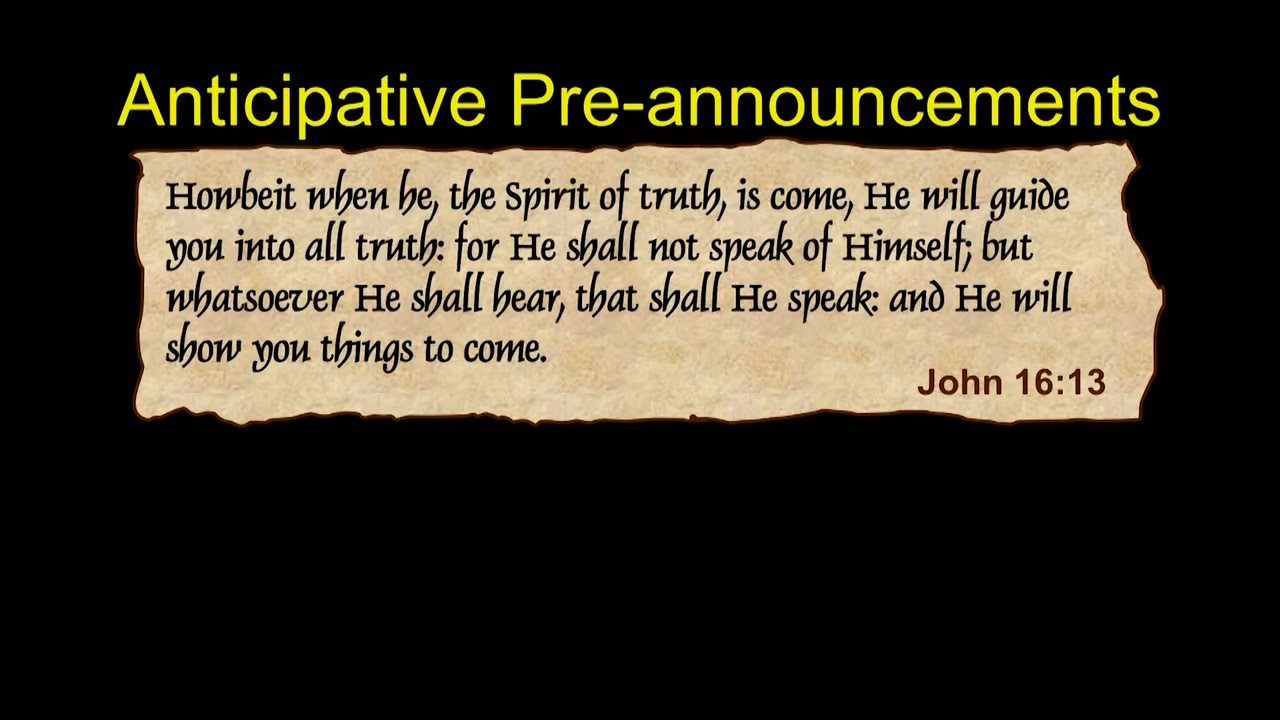 Anticipative Pre-announcements
Howbeit when he, the Spirit of truth, is come, He will guide
you into all truth: for He shall not speak of Himself; but
whatsoever He shall hear, that shall He speak: and He will
show you things to come.
John 16:13